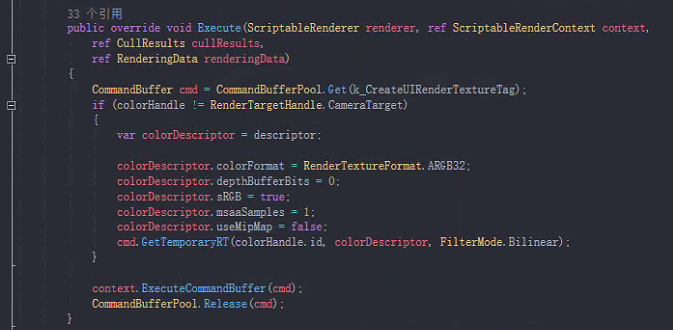 33 个引用
public override void Execute(ScriptableRenderer renderer, ref ScriptableRenderContext context,
ref CullResults cullResults,
ref RenderingData renderingData)
{
CommandBuffer cmd = CommandBufferPool.Get(k_CreateUIRenderTextureTag);
if (colorHandle != RenderTargetHandle.CameraTarget)
{
var colorDescriptor = descriptor;
colorDescriptor.colorFormat = RenderTextureFormat.ARGB32;
colorDescriptor.depthBufferBits = 0;
colorDescriptor.sRGB = true;
colorDescriptor.msaaSamples = 1;
colorDescriptor.useMipMap = false;
cmd.GetTemporaryRT(colorHandle.id, colorDescriptor, FilterMode.Bilinear);
}
context.ExecuteCommandBuffer(cmd);
CommandBufferPool.Release(cmd);
}